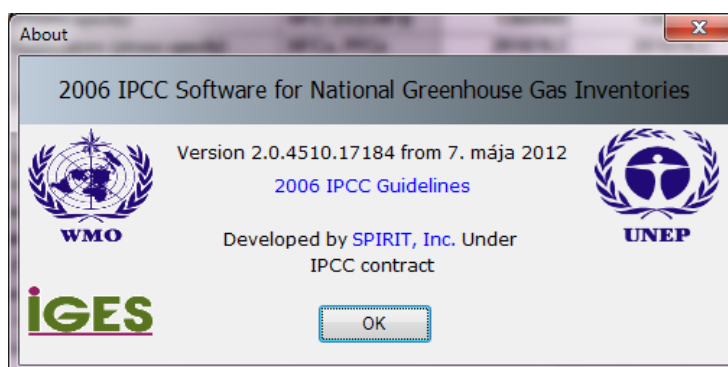 About
2006 IPCC Software for National Greenhouse Gas Inventories
Version 2.0.4510.17184 from 7. mája 2012
2006 IPCC Guidelines
WMO
UNEP
Developed by SPIRIT, Inc. Under
IPCC contract
iGES
OK